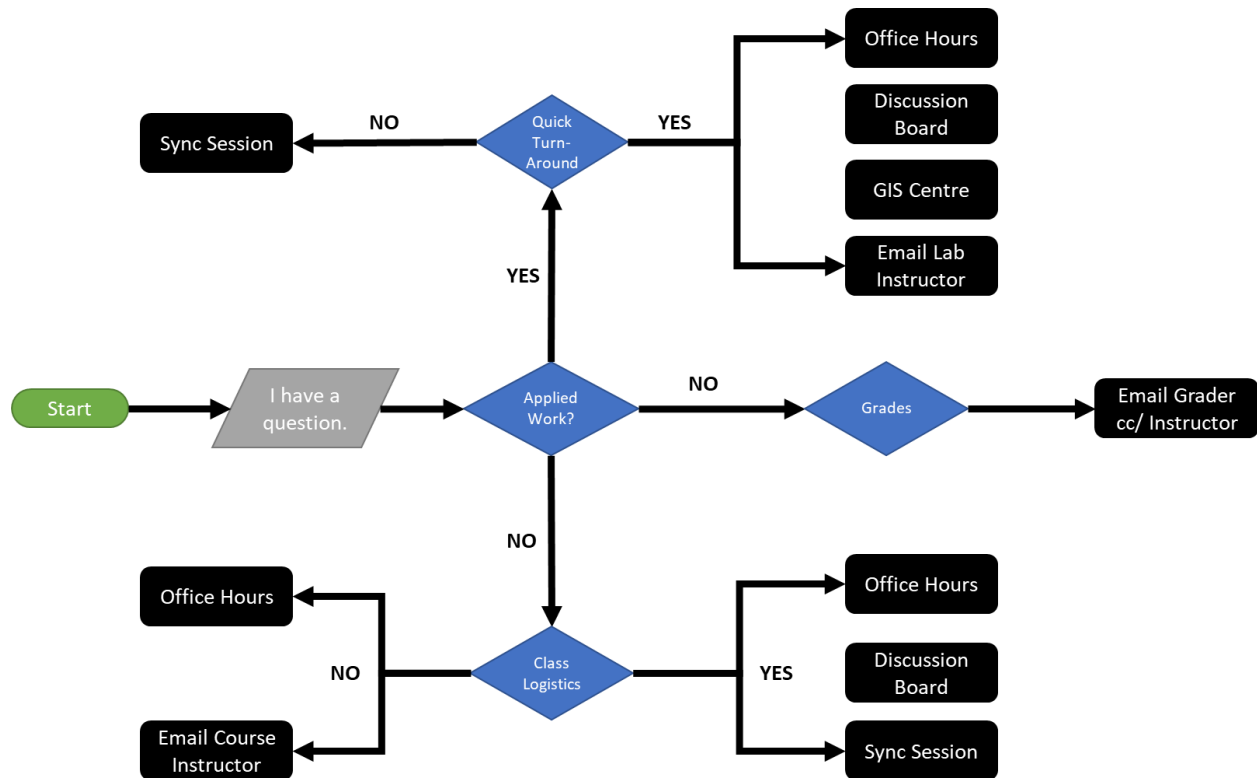 Office Hours
Quick
Turn-
Around
NO
YES
Sync Session
Discussion
Board
GIS Centre
Email Lab
Instructor
YES
Start
I have a
question.
Applied
Work?
NO
Grades
Email Grader
cc/ Instructor
NO
Office Hours
Office Hours
Class
Logistics
NO
YES
Discussion
Board
Email Course
Instructor
Sync Session